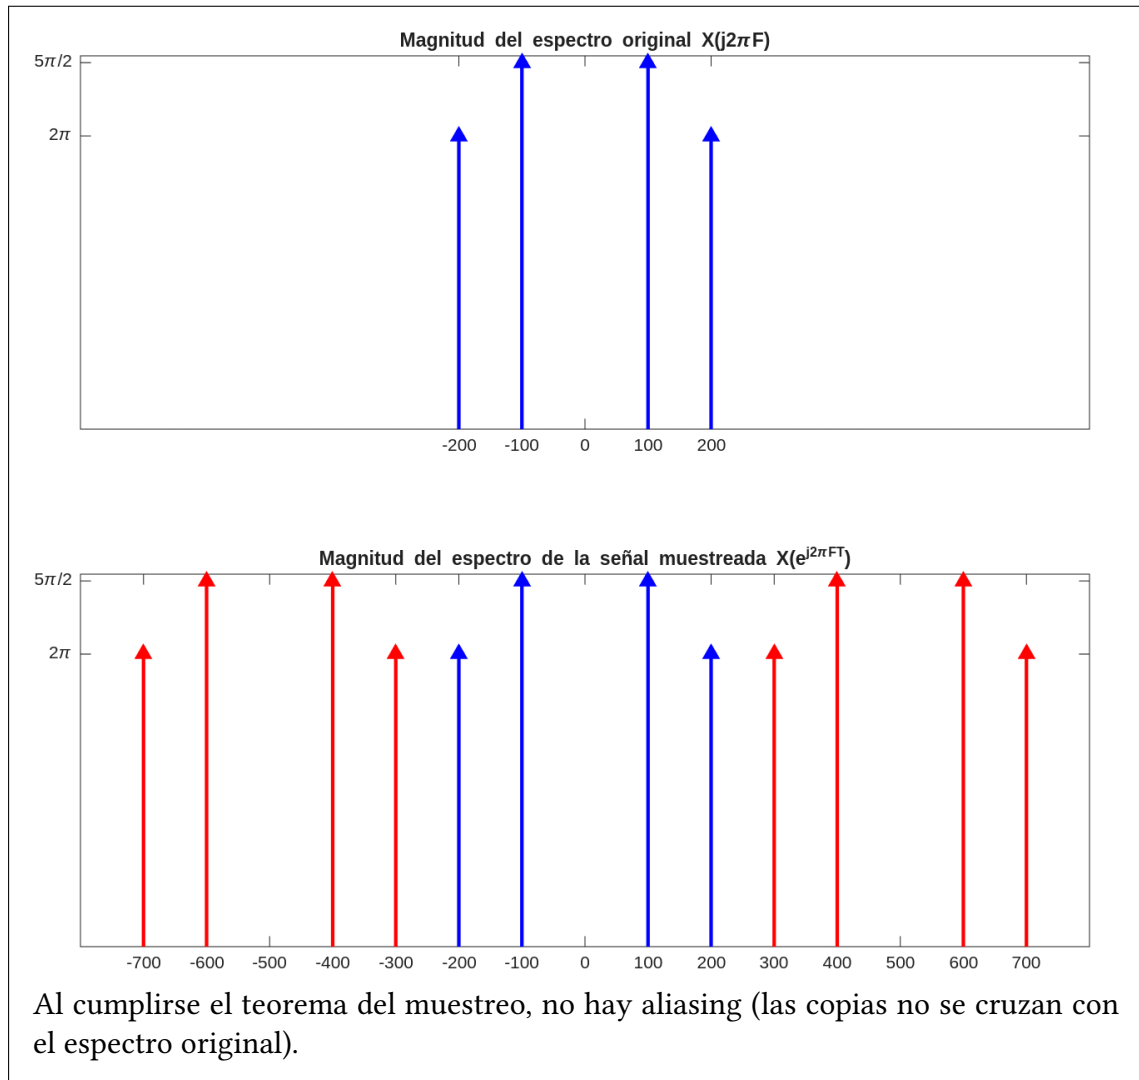 Magnitud del espectro original X(j2πF)
5π/2
2π
-200 -100 0 100 200
Magnitud del espectro de la señal muestreada X(e^{j2πFT})
5π/2
2π
-700 -600 -500 -400 -300 -200 -100 0 100 200 300 400 500 600 700
Al cumplirse el teorema del muestreo, no hay aliasing (las copias no se cruzan con
el espectro original).